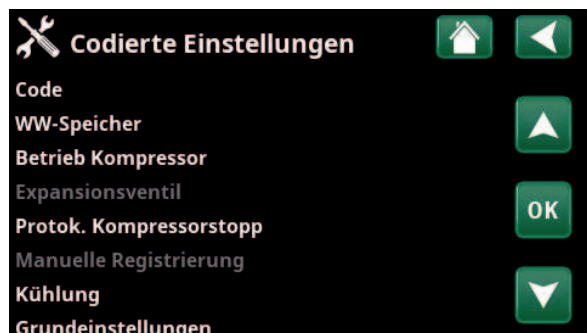 Codierte Einstellungen
Code
WW-Speicher
Betrieb Kompressor
Expansionsventil
OK
Protok. Kompressorstopp
Manuelle Registrierung
Kühlung
Grundeinstellungen